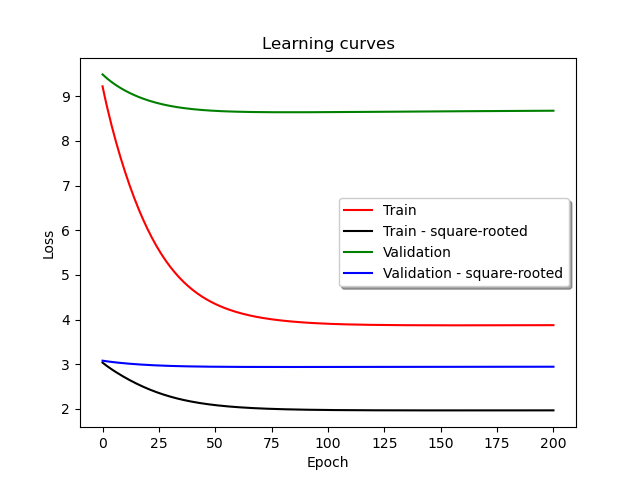 Learning curves
Loss
9
8
7
6
5
4
3
2
Train
Train - square-rooted
Validation
Validation - square-rooted
0
25
50
75
100
125
150
175
200
Epoch